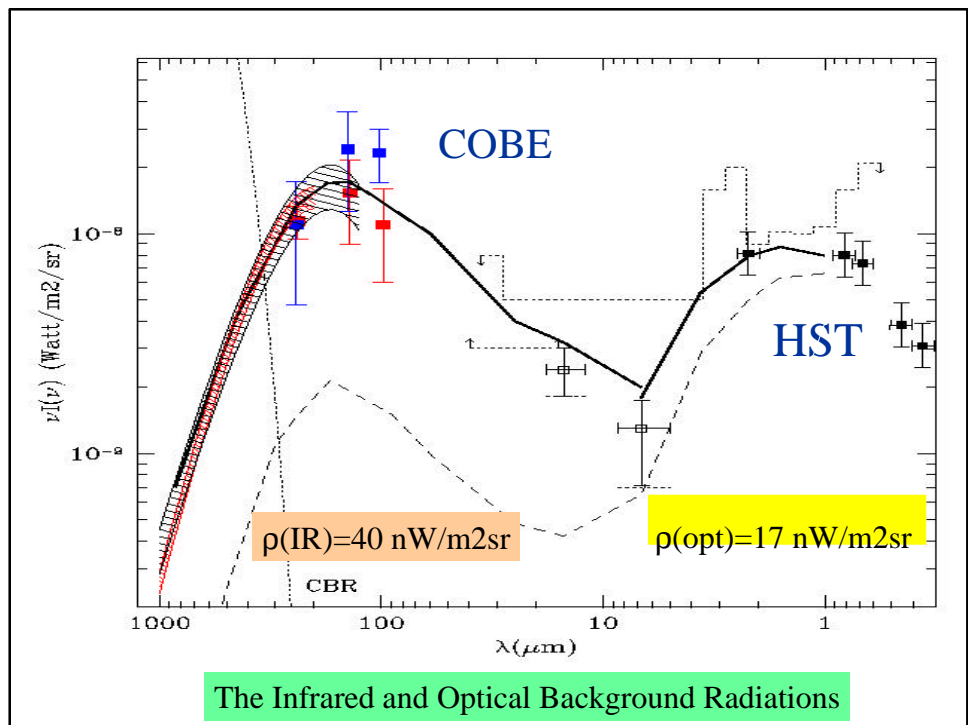 COBE
10⁻⁸
νI(ν) (Watt/m2/sr)
HST
10⁻⁹
ρ(IR)=40 nW/m2sr
ρ(opt)=17 nW/m2sr
CBR
1000
100
10
1
λ(μm)
The Infrared and Optical Background Radiations